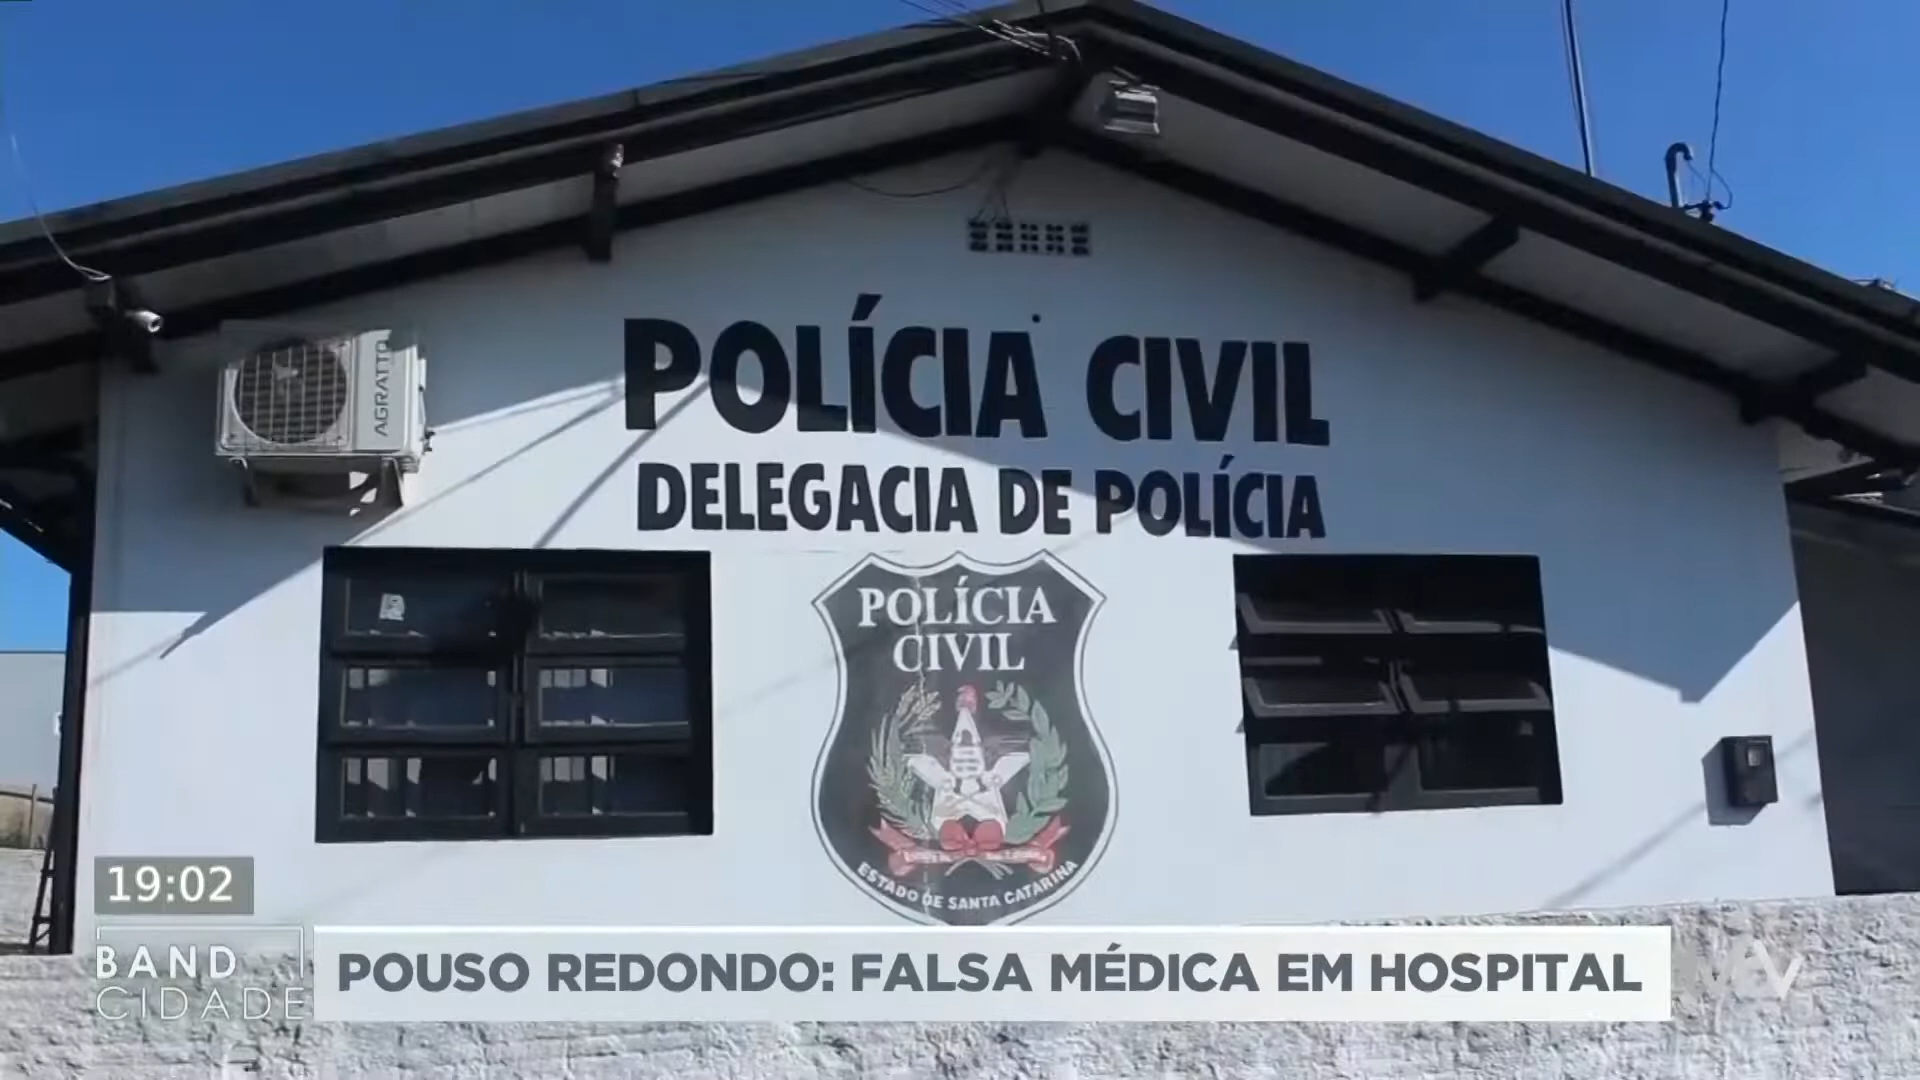 AGRATTO
POLÍCIA CIVIL
DELEGACIA DE POLÍCIA
POLÍCIA
CIVIL
ESTADO DE SANTA CATARINA
19:02
BAND
CIDADE
POUSO REDONDO: FALSA MÉDICA EM HOSPITAL